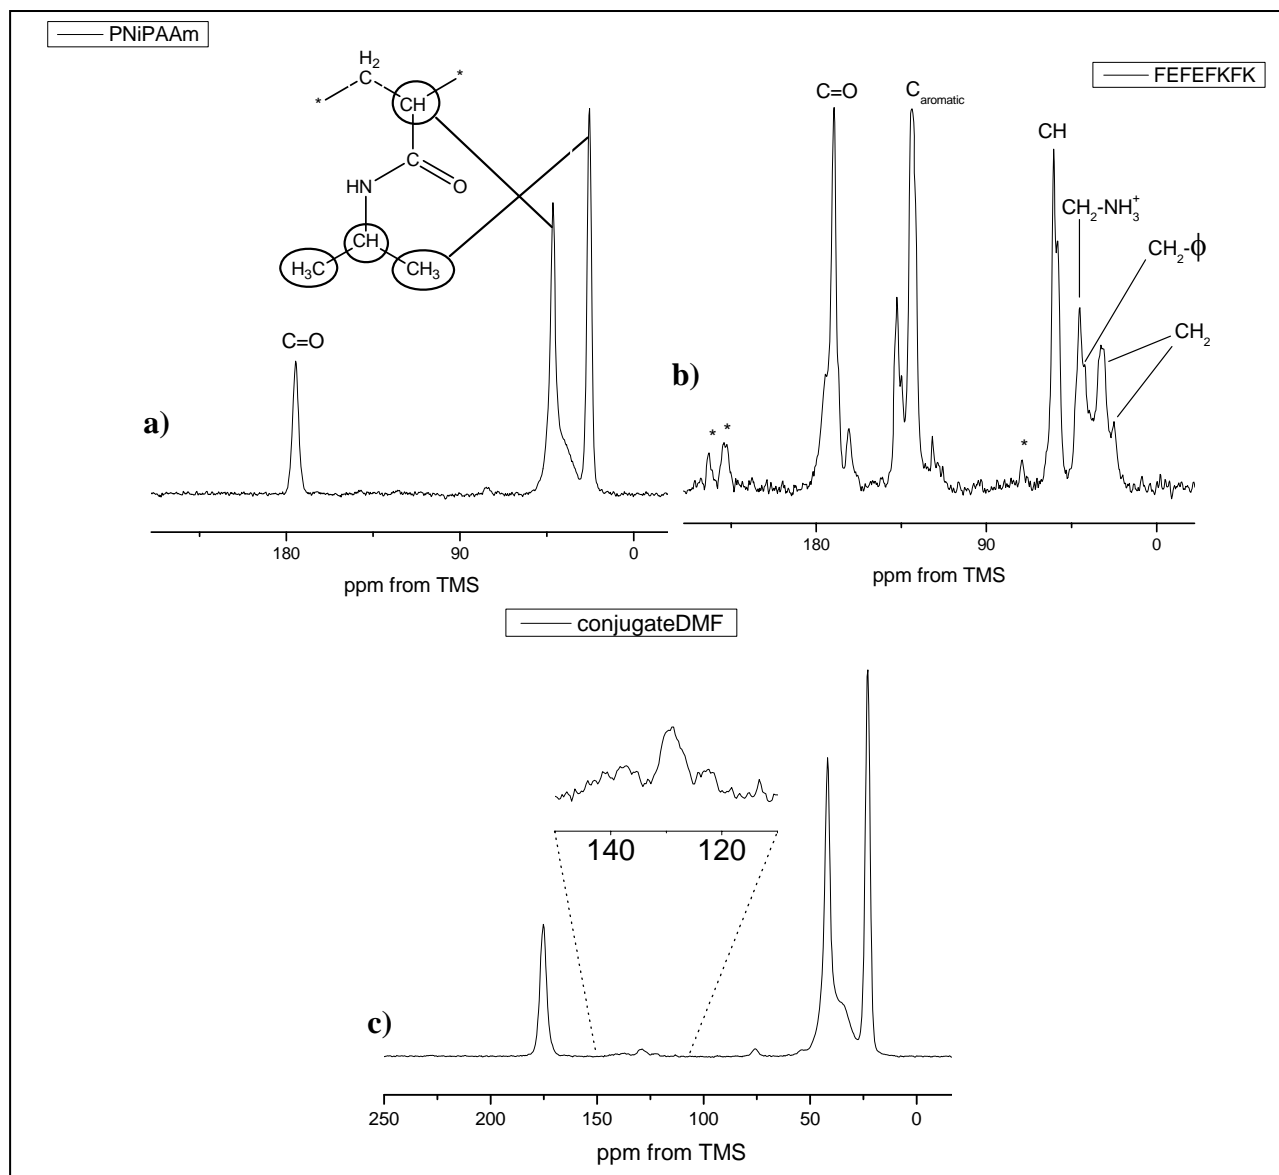 PNiPAAm
H2
C
*
*
CH
C
O
HN
CH
H3C
CH3
C=O
a)
180
90
0
ppm from TMS
FEFEFKFK
C=O
Caromatic
CH
CH2-NH3+
CH2-ϕ
CH2
b)
*
*
*
180
90
0
ppm from TMS
conjugateDMF
140
120
c)
250
200
150
100
50
0
ppm from TMS